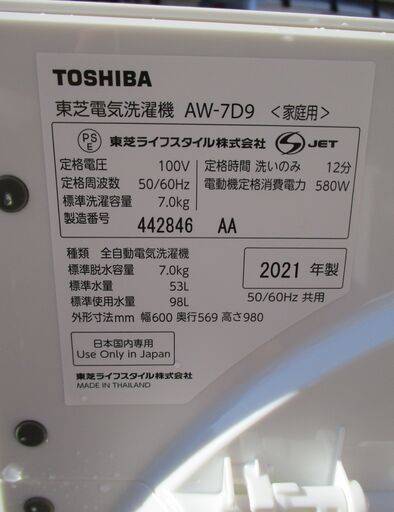 TOSHIBA
東芝電気洗濯機 AW-7D9 <家庭用>
PS E 東芝ライフスタイル株式会社 S JET
定格電圧 100V 定格時間 洗いのみ 12分
定格周波数 50/60Hz 電動機定格消費電力 580W
標準洗濯容量 7.0kg
製造番号 442846 AA
種類 全自動電気洗濯機
標準脱水容量 7.0kg 2021 年製
標準水量 53L
標準使用水量 98L 50/60Hz 共用
外形寸法mm 幅600 奥行569 高さ980
日本国内専用
Use Only in Japan
東芝ライフスタイル株式会社
MADE IN THAILAND